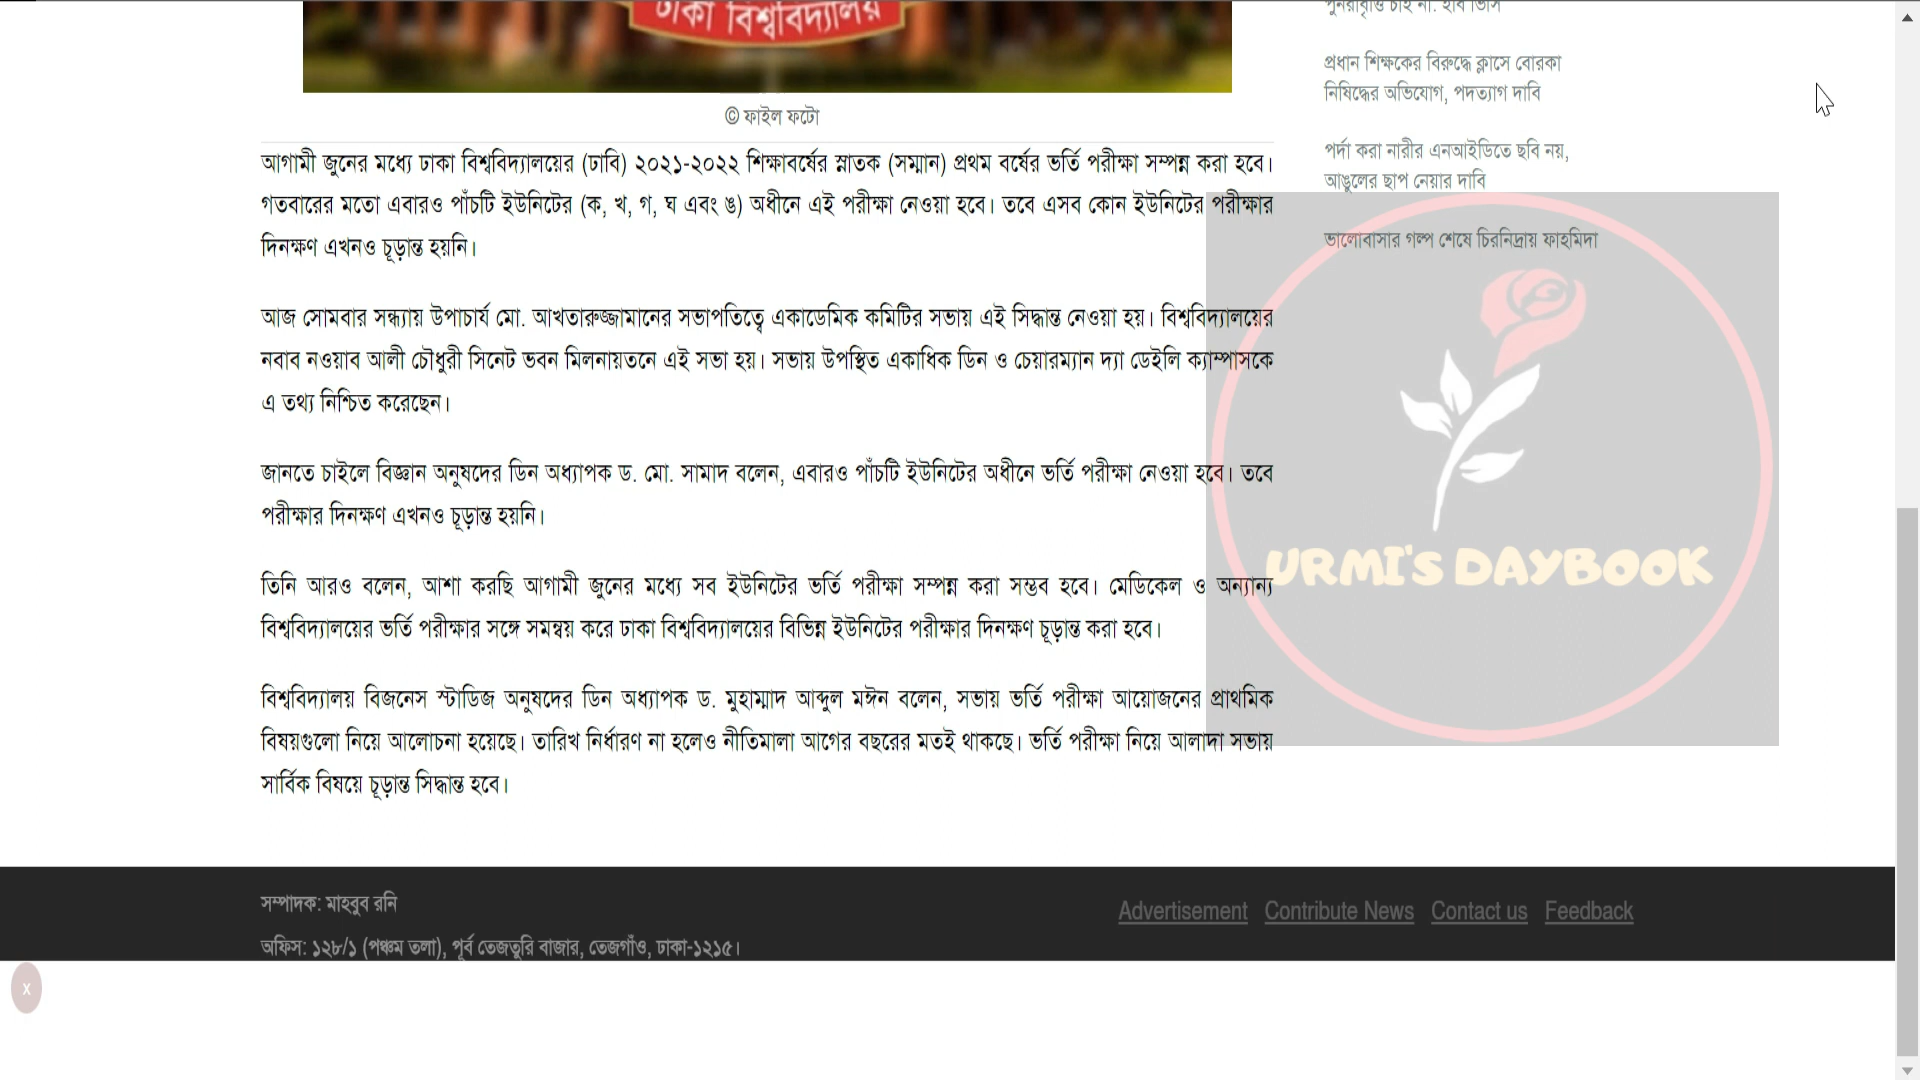 ঢাকা বিশ্ববিদ্যালয়
© ফাইল ফটো
আগামী জুনের মধ্যে ঢাকা বিশ্ববিদ্যালয়ের (ঢাবি) ২০২১-২০২২ শিক্ষাবর্ষের স্নাতক (সম্মান) প্রথম বর্ষের ভর্তি পরীক্ষা সম্পন্ন করা হবে।
গতবারের মতো এবারও পাঁচটি ইউনিটের (ক, খ, গ, ঘ এবং ঙ) অধীনে এই পরীক্ষা নেওয়া হবে। তবে এসব কোন ইউনিটের পরীক্ষার
দিনক্ষণ এখনও চূড়ান্ত হয়নি।
আজ সোমবার সন্ধ্যায় উপাচার্য মো. আখতারুজ্জামানের সভাপতিত্বে একাডেমিক কমিটির সভায় এই সিদ্ধান্ত নেওয়া হয়। বিশ্ববিদ্যালয়ের
নবাব নওয়াব আলী চৌধুরী সিনেট ভবন মিলনায়তনে এই সভা হয়। সভায় উপস্থিত একাধিক ডিন ও চেয়ারম্যান দ্যা ডেইলি ক্যাম্পাসকে
এ তথ্য নিশ্চিত করেছেন।
জানতে চাইলে বিজ্ঞান অনুষদের ডিন অধ্যাপক ড. মো. সামাদ বলেন, এবারও পাঁচটি ইউনিটের অধীনে ভর্তি পরীক্ষা নেওয়া হবে। তবে
পরীক্ষার দিনক্ষণ এখনও চূড়ান্ত হয়নি।
তিনি আরও বলেন, আশা করছি আগামী জুনের মধ্যে সব ইউনিটের ভর্তি পরীক্ষা সম্পন্ন করা সম্ভব হবে। মেডিকেল ও অন্যান্য
বিশ্ববিদ্যালয়ের ভর্তি পরীক্ষার সঙ্গে সমন্বয় করে ঢাকা বিশ্ববিদ্যালয়ের বিভিন্ন ইউনিটের পরীক্ষার দিনক্ষণ চূড়ান্ত করা হবে।
বিশ্ববিদ্যালয় বিজনেস স্টাডিজ অনুষদের ডিন অধ্যাপক ড. মুহাম্মাদ আব্দুল মঈন বলেন, সভায় ভর্তি পরীক্ষা আয়োজনের প্রাথমিক
বিষয়গুলো নিয়ে আলোচনা হয়েছে। তারিখ নির্ধারণ না হলেও নীতিমালা আগের বছরের মতই থাকছে। ভর্তি পরীক্ষা নিয়ে আলাদা সভায়
সার্বিক বিষয়ে চূড়ান্ত সিদ্ধান্ত হবে।
প্রধান শিক্ষকের বিরুদ্ধে ক্লাসে বোরকা
নিষিদ্ধের অভিযোগ, পদত্যাগ দাবি
পর্দা করা নারীর এনআইডিতে ছবি নয়,
আঙুলের ছাপ নেয়ার দাবি
ভালোবাসার গল্প শেষে চিরনিদ্রায় ফাহমিদা
URMI'S DAYBOOK
সম্পাদক: মাহবুব রনি
অফিস: ১২৮/১ (পঞ্চম তলা), পূর্ব তেজতুরি বাজার, তেজগাঁও, ঢাকা-১২১৫।
Advertisement Contribute News Contact us Feedback
x